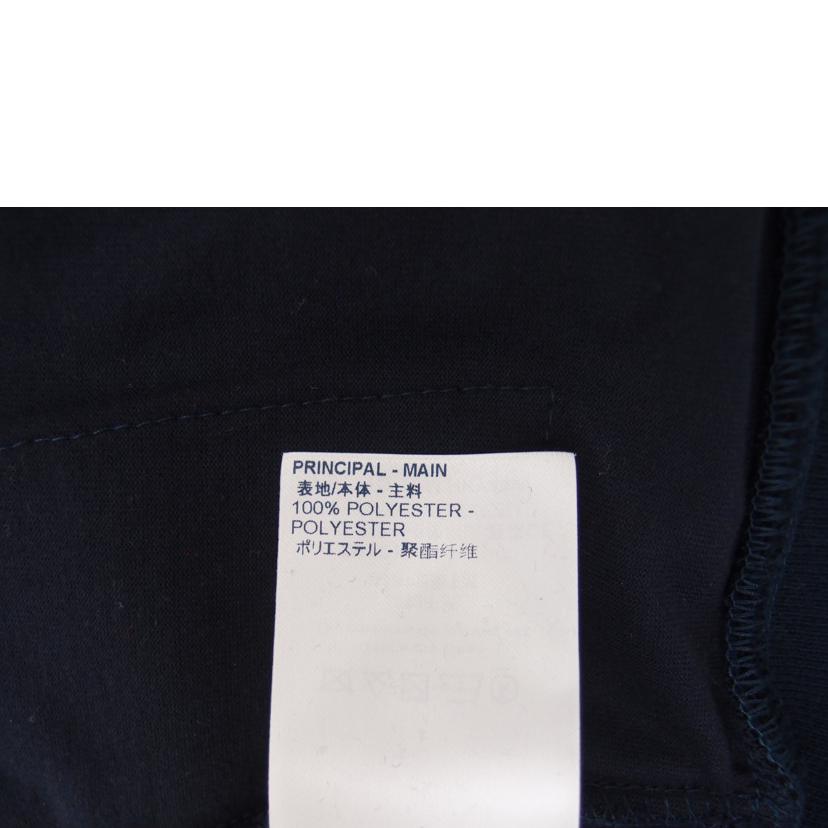 PRINCIPAL - MAIN
表地/本体 - 主料
100% POLYESTER -
POLYESTER
ポリエステル - 聚酯纤维